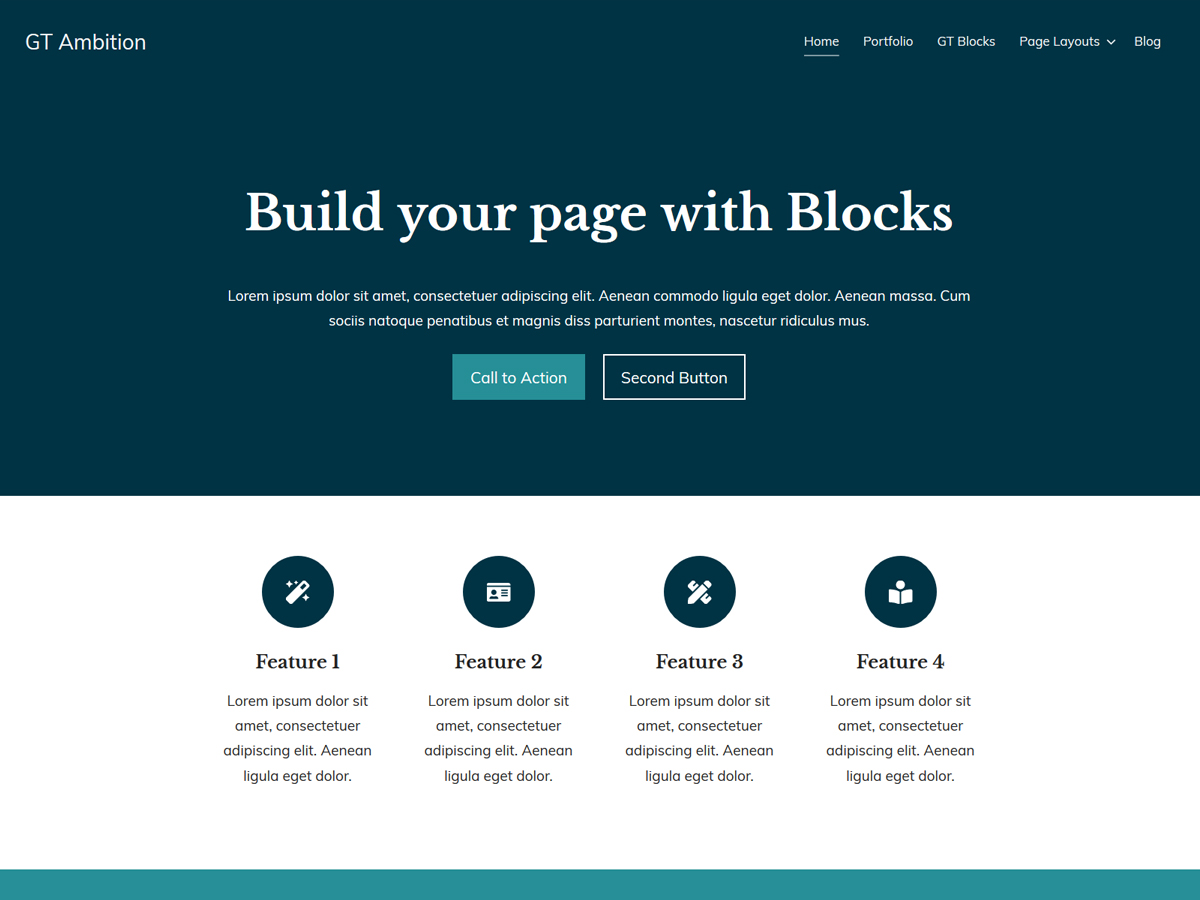 GT Ambition
Home Portfolio GT Blocks Page Layouts Blog
Build your page with Blocks
Lorem ipsum dolor sit amet, consectetuer adipiscing elit. Aenean commodo ligula eget dolor. Aenean massa. Cum
sociis natoque penatibus et magnis diss parturient montes, nascetur ridiculus mus.
Call to Action
Second Button
Feature 1
Lorem ipsum dolor sit
amet, consectetuer
adipiscing elit. Aenean
ligula eget dolor.
Feature 2
Lorem ipsum dolor sit
amet, consectetuer
adipiscing elit. Aenean
ligula eget dolor.
Feature 3
Lorem ipsum dolor sit
amet, consectetuer
adipiscing elit. Aenean
ligula eget dolor.
Feature 4
Lorem ipsum dolor sit
amet, consectetuer
adipiscing elit. Aenean
ligula eget dolor.